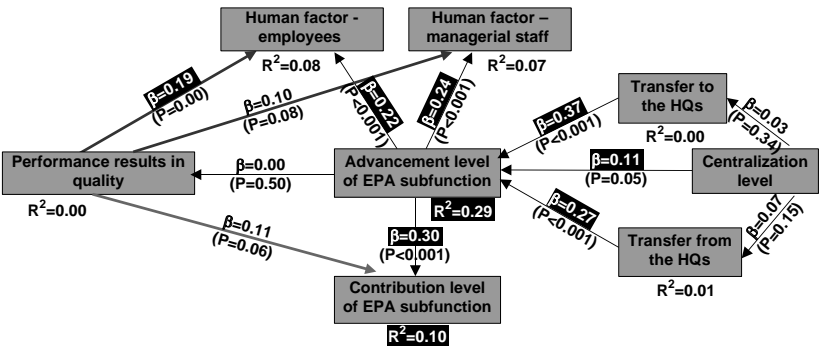 Human factor -
employees
R²=0.08
Human factor –
managerial staff
R²=0.07
β=0.19
(P=0.00)
β=0.10
(P=0.08)
β=0.22
(P<0.001)
β=0.24
(P<0.001)
β=0.37
(P<0.001)
Transfer to
the HQs
R²=0.00
β=0.03
(P=0.34)
Performance results in
quality
R²=0.00
β=0.00
(P=0.50)
Advancement level
of EPA subfunction
R²=0.29
β=0.11
(P=0.05)
Centralization
level
β=0.27
(P<0.001)
β=0.07
(P=0.15)
β=0.11
(P=0.06)
β=0.30
(P<0.001)
Transfer from
the HQs
R²=0.01
Contribution level
of EPA subfunction
R²=0.10